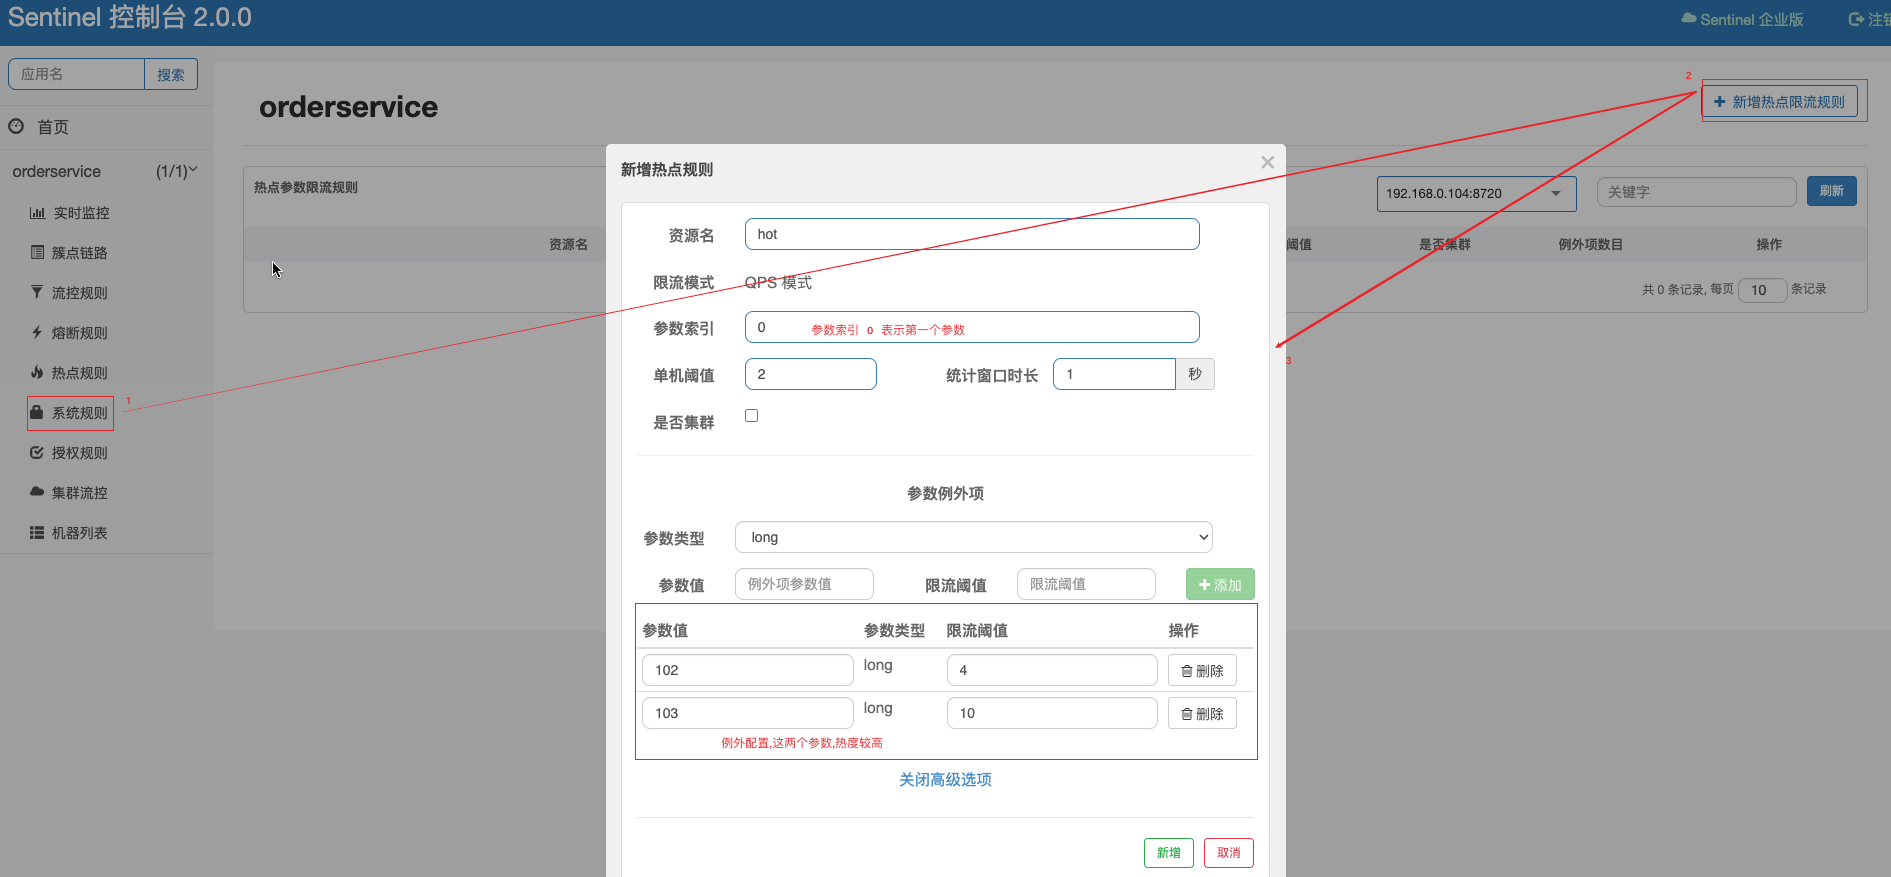 Sentinel 控制台 2.0.0
Sentinel 企业版
注销
应用名
搜索
首页
orderservice (1/1)
实时监控
簇点链路
流控规则
熔断规则
热点规则
系统规则
1
授权规则
集群流控
机器列表
orderservice
2
新增热点限流规则
热点参数限流规则
192.168.0.104:8720
关键字
刷新
资源名
阈值
是否集群
例外项数目
操作
共 0 条记录, 每页 10 条记录
3
新增热点规则
×
资源名 hot
限流模式 QPS 模式
参数索引 0 参数索引 0 表示第一个参数
单机阈值 2 统计窗口时长 1 秒
是否集群
参数例外项
参数类型 long
参数值 例外项参数值 限流阈值 限流阈值 添加
参数值 参数类型 限流阈值 操作
102 long 4 删除
103 long 10 删除
例外配置,这两个参数,热度较高
关闭高级选项
新增 取消